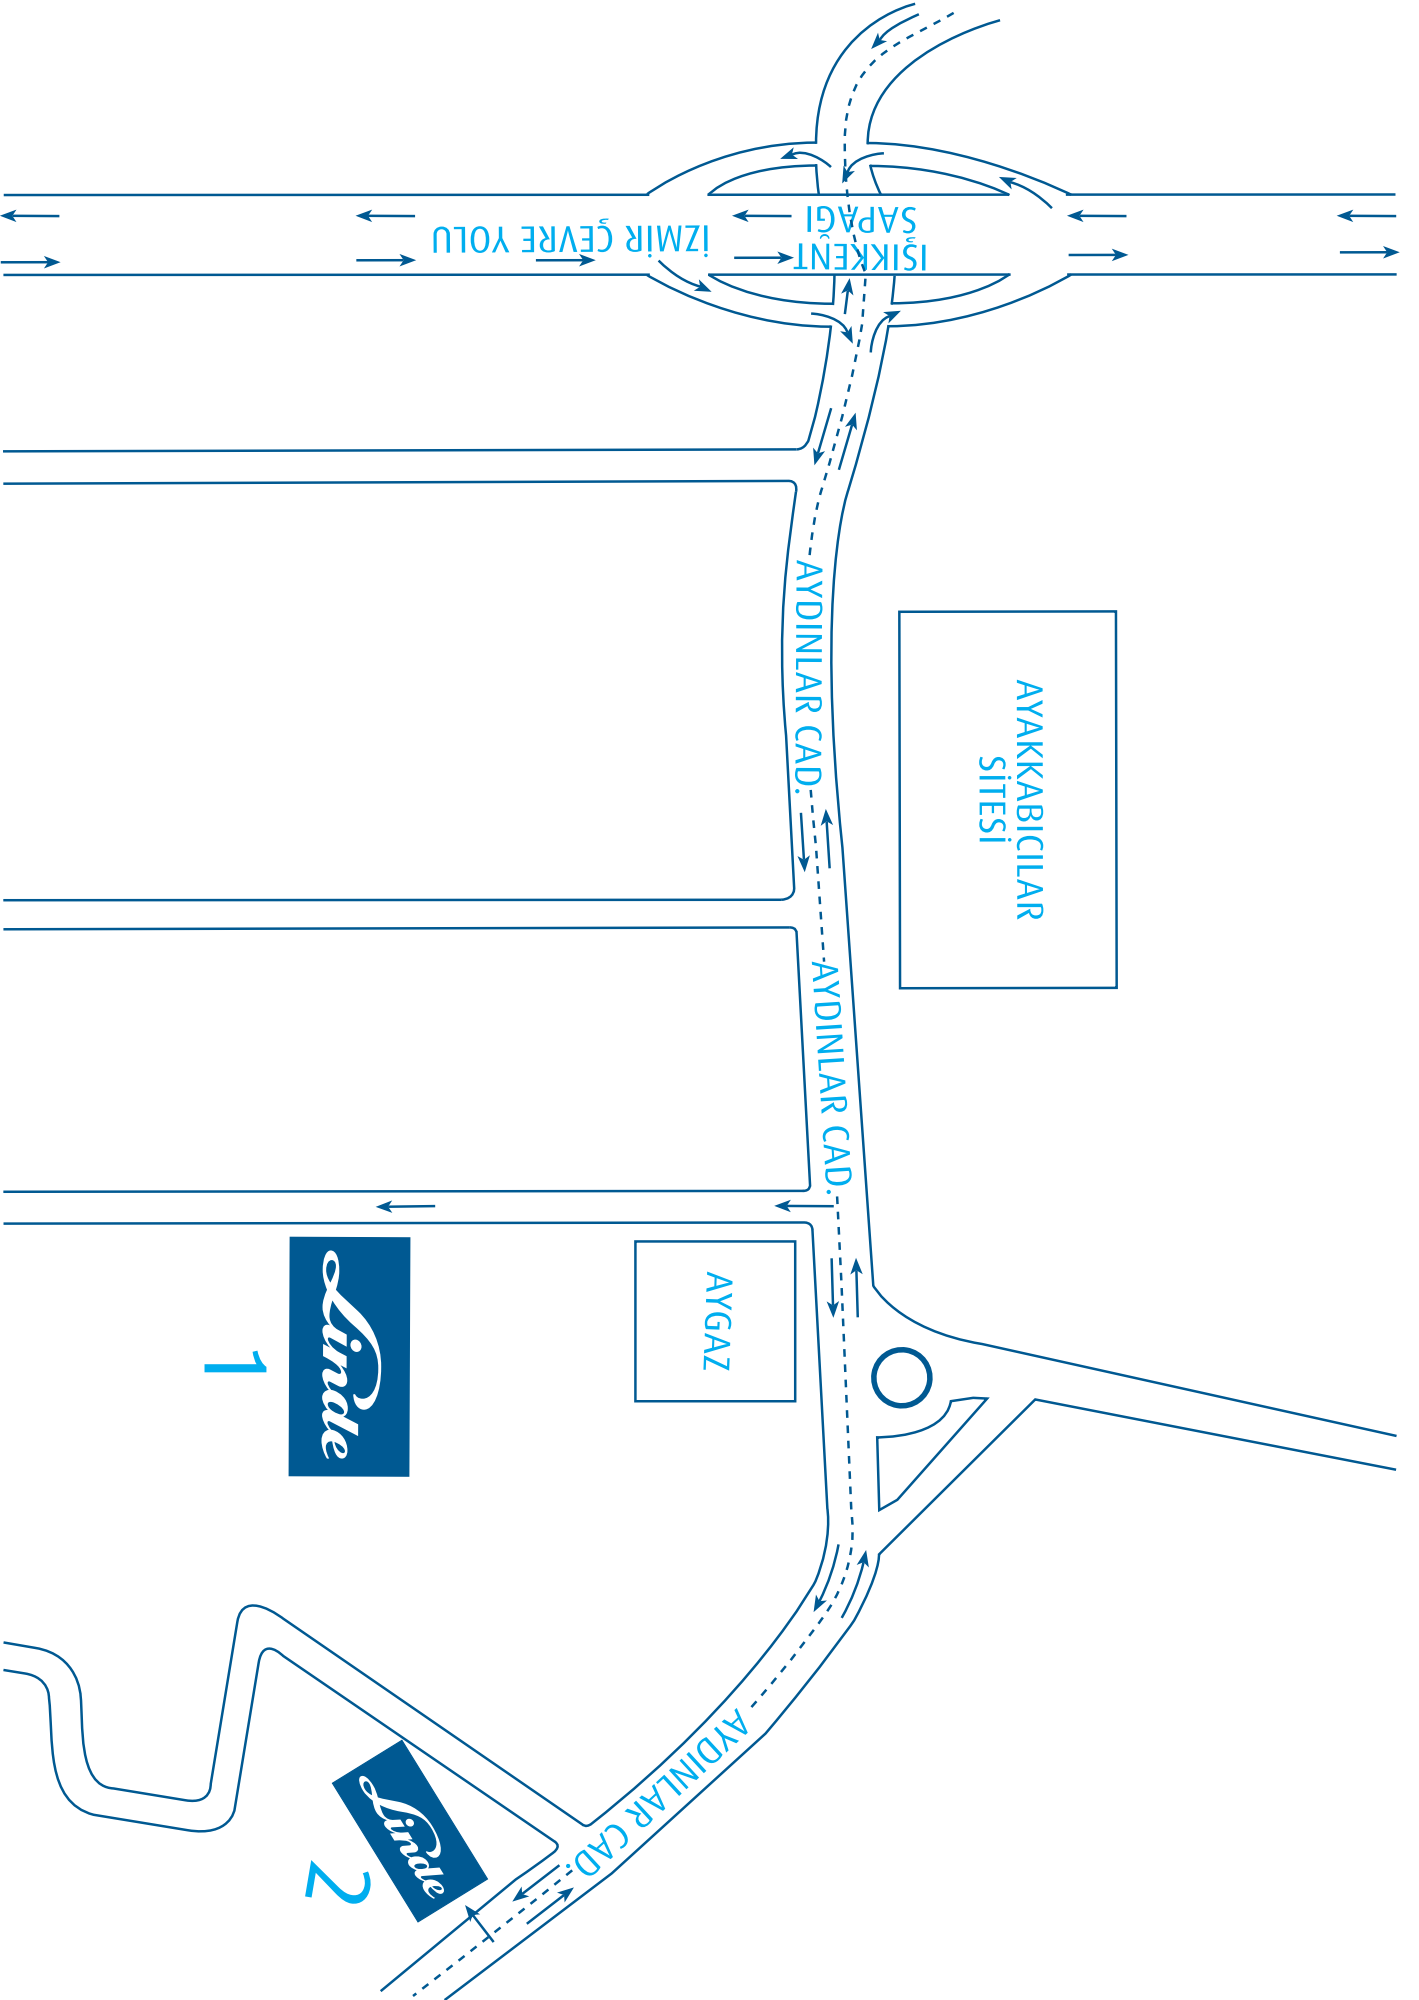 IŞIKKENT
SAPAĞI
İZMİR ÇEVRE YOLU
AYDINLAR CAD.
AYAKKABICILAR
SİTESİ
AYDINLAR CAD.
AYGAZ
Linde
1
AYDINLAR CAD.
Linde
2